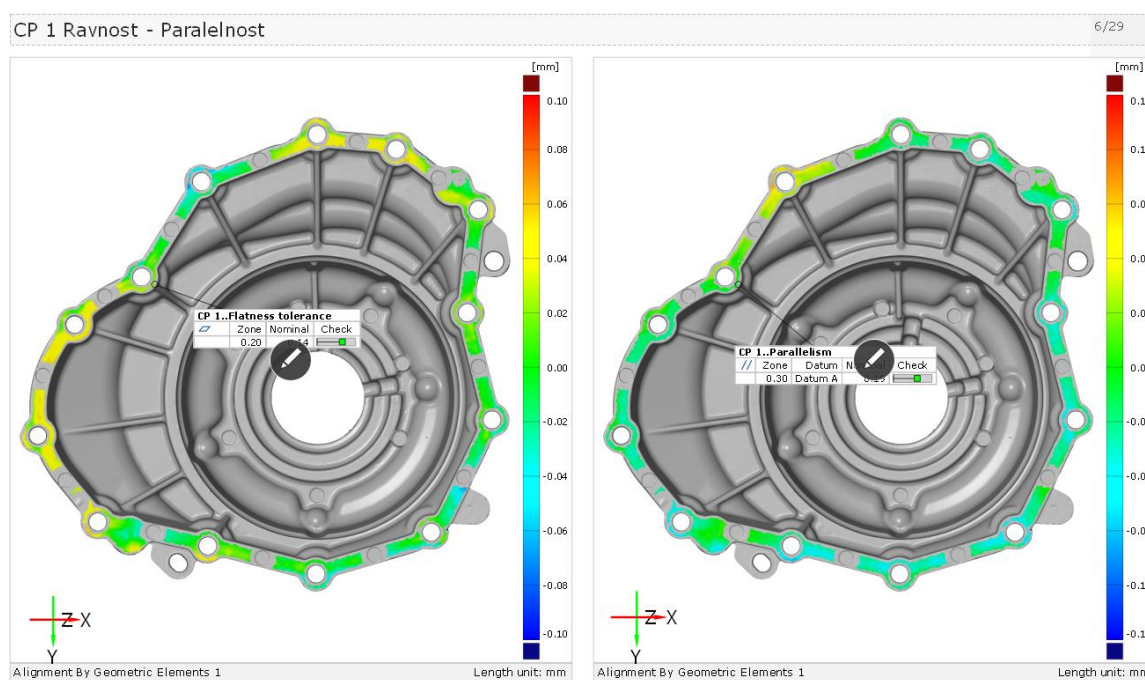 CP 1 Ravnost - Paralelnost
6/29
[mm]
0.10
0.08
0.06
0.04
0.02
0.00
-0.02
-0.04
-0.06
-0.08
-0.10
CP 1..Flatness tolerance
Zone Nominal Check
0.20
Z X
Y
Alignment By Geometric Elements 1 Length unit: mm
[mm]
CP 1..Parallelism
// Zone Datum Check
0.30 Datum A
Z X
Y
Alignment By Geometric Elements 1 Length unit: mm